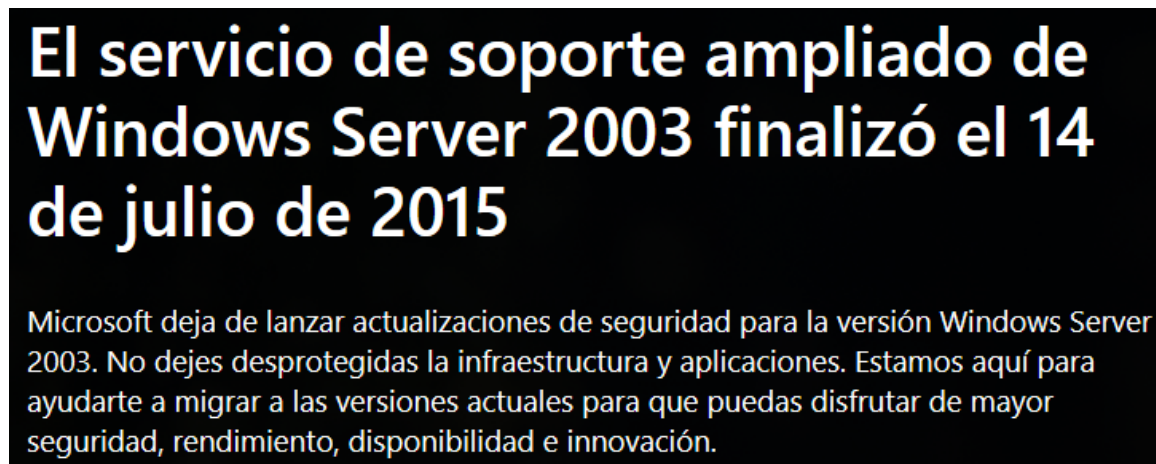 El servicio de soporte ampliado de
Windows Server 2003 finalizó el 14
de julio de 2015
Microsoft deja de lanzar actualizaciones de seguridad para la versión Windows Server
2003. No dejes desprotegidas la infraestructura y aplicaciones. Estamos aquí para
ayudarte a migrar a las versiones actuales para que puedas disfrutar de mayor
seguridad, rendimiento, disponibilidad e innovación.